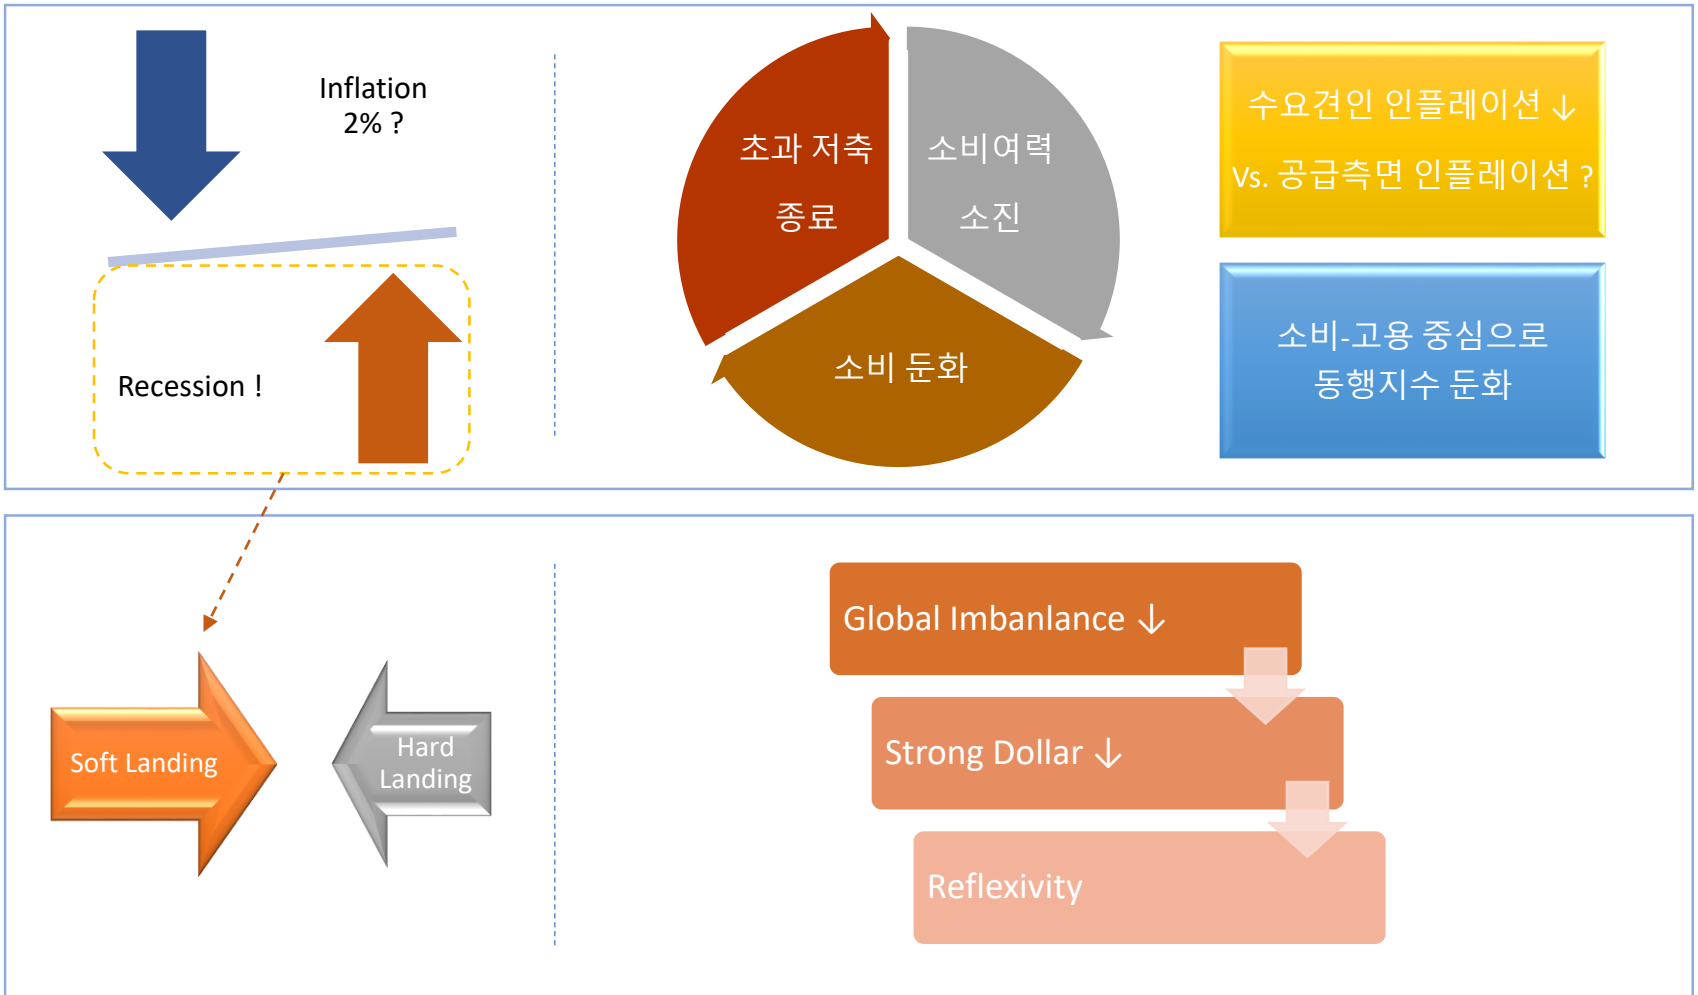 Inflation
2% ?
Recession !
초과 저축
종료
소비여력
소진
소비 둔화
수요견인 인플레이션 ↓
Vs. 공급측면 인플레이션 ?
소비-고용 중심으로
동행지수 둔화
Soft Landing
Hard
Landing
Global Imbanlance ↓
Strong Dollar ↓
Reflexivity